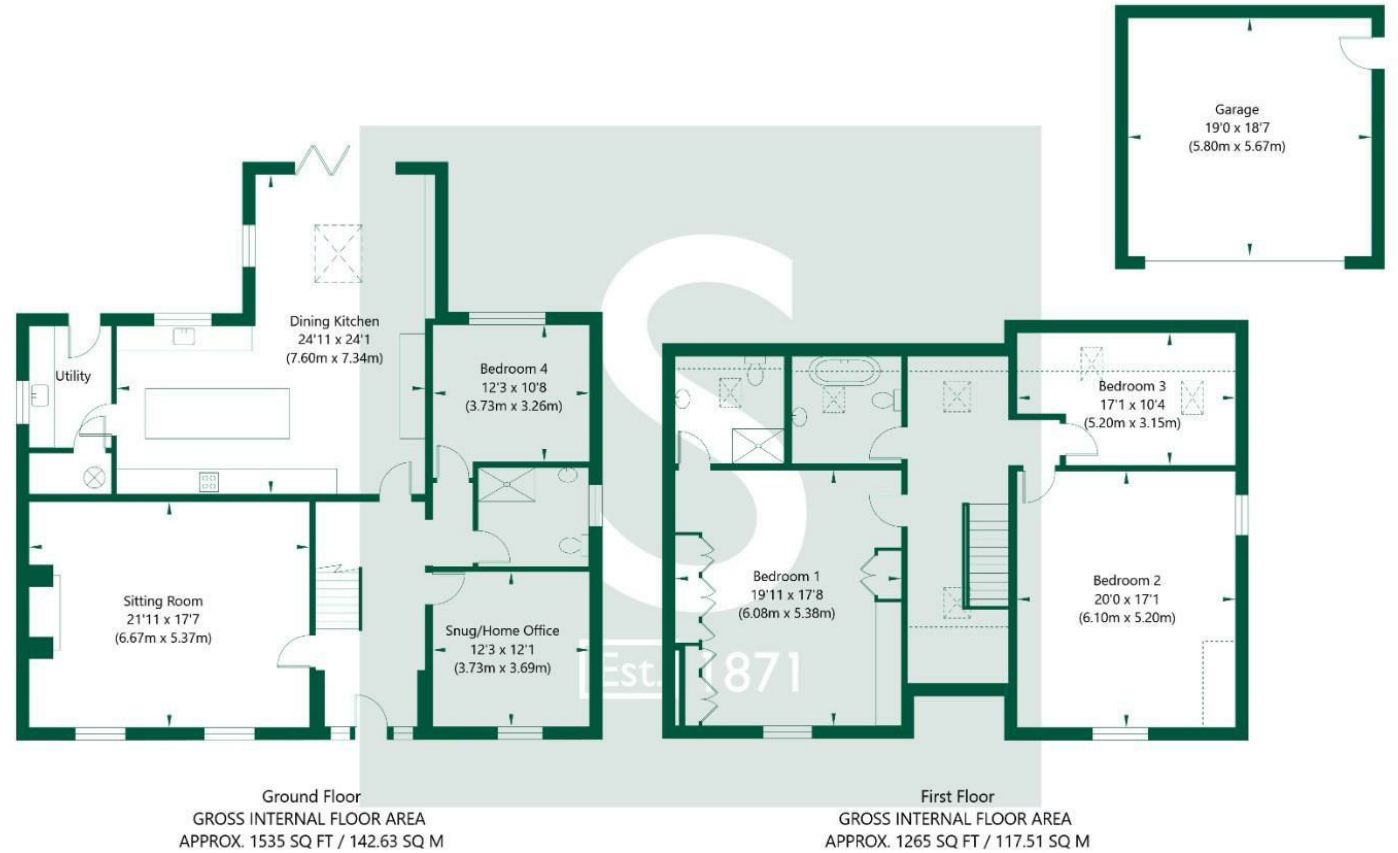 Garage
19'0 x 18'7
(5.80m x 5.67m)
Dining Kitchen
24'11 x 24'1
(7.60m x 7.34m)
Utility
Bedroom 4
12'3 x 10'8
(3.73m x 3.26m)
Sitting Room
21'11 x 17'7
(6.67m x 5.37m)
Snug/Home Office
12'3 x 12'1
(3.73m x 3.69m)
Bedroom 3
17'1 x 10'4
(5.20m x 3.15m)
Bedroom 1
19'11 x 17'8
(6.08m x 5.38m)
Bedroom 2
20'0 x 17'1
(6.10m x 5.20m)
S
Est. 1871
Ground Floor
GROSS INTERNAL FLOOR AREA
APPROX. 1535 SQ FT / 142.63 SQ M
First Floor
GROSS INTERNAL FLOOR AREA
APPROX. 1265 SQ FT / 117.51 SQ M